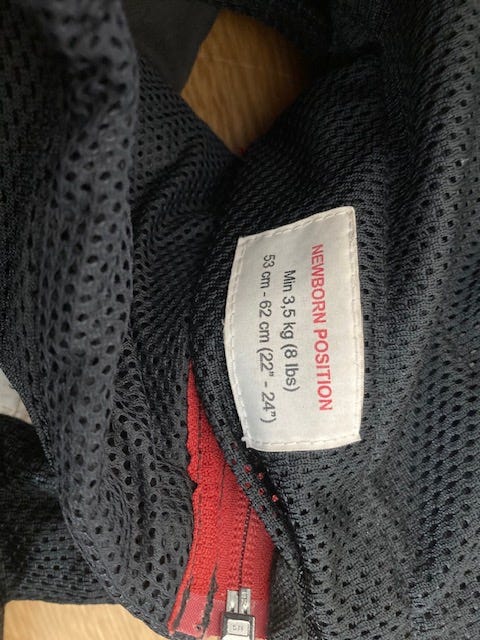 NEWBORN POSITION
Min 3,5 kg (8 lbs)
53 cm - 62 cm (22" - 24")